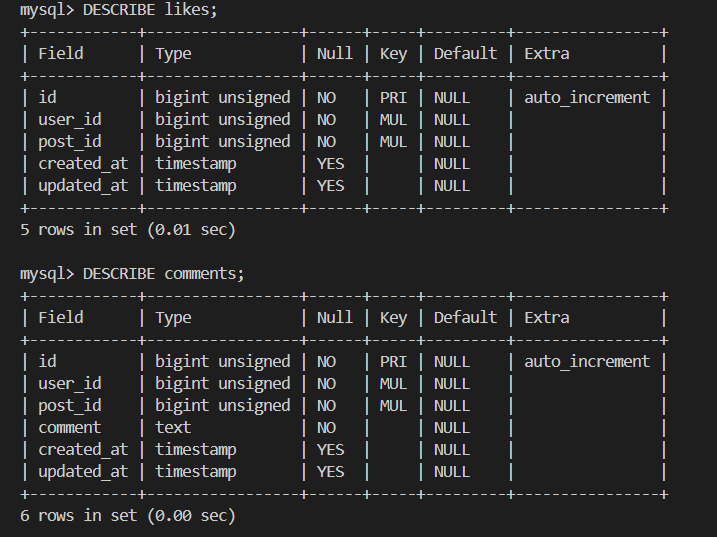 mysql> DESCRIBE likes;
+------------+-----------------+------+-----+---------+----------------+
| Field      | Type            | Null | Key | Default | Extra          |
+------------+-----------------+------+-----+---------+----------------+
| id         | bigint unsigned | NO   | PRI | NULL    | auto_increment |
| user_id    | bigint unsigned | NO   | MUL | NULL    |                |
| post_id    | bigint unsigned | NO   | MUL | NULL    |                |
| created_at | timestamp       | YES  |     | NULL    |                |
| updated_at | timestamp       | YES  |     | NULL    |                |
+------------+-----------------+------+-----+---------+----------------+
5 rows in set (0.01 sec)

mysql> DESCRIBE comments;
+------------+-----------------+------+-----+---------+----------------+
| Field      | Type            | Null | Key | Default | Extra          |
+------------+-----------------+------+-----+---------+----------------+
| id         | bigint unsigned | NO   | PRI | NULL    | auto_increment |
| user_id    | bigint unsigned | NO   | MUL | NULL    |                |
| post_id    | bigint unsigned | NO   | MUL | NULL    |                |
| comment    | text            | NO   |     | NULL    |                |
| created_at | timestamp       | YES  |     | NULL    |                |
| updated_at | timestamp       | YES  |     | NULL    |                |
+------------+-----------------+------+-----+---------+----------------+
6 rows in set (0.00 sec)